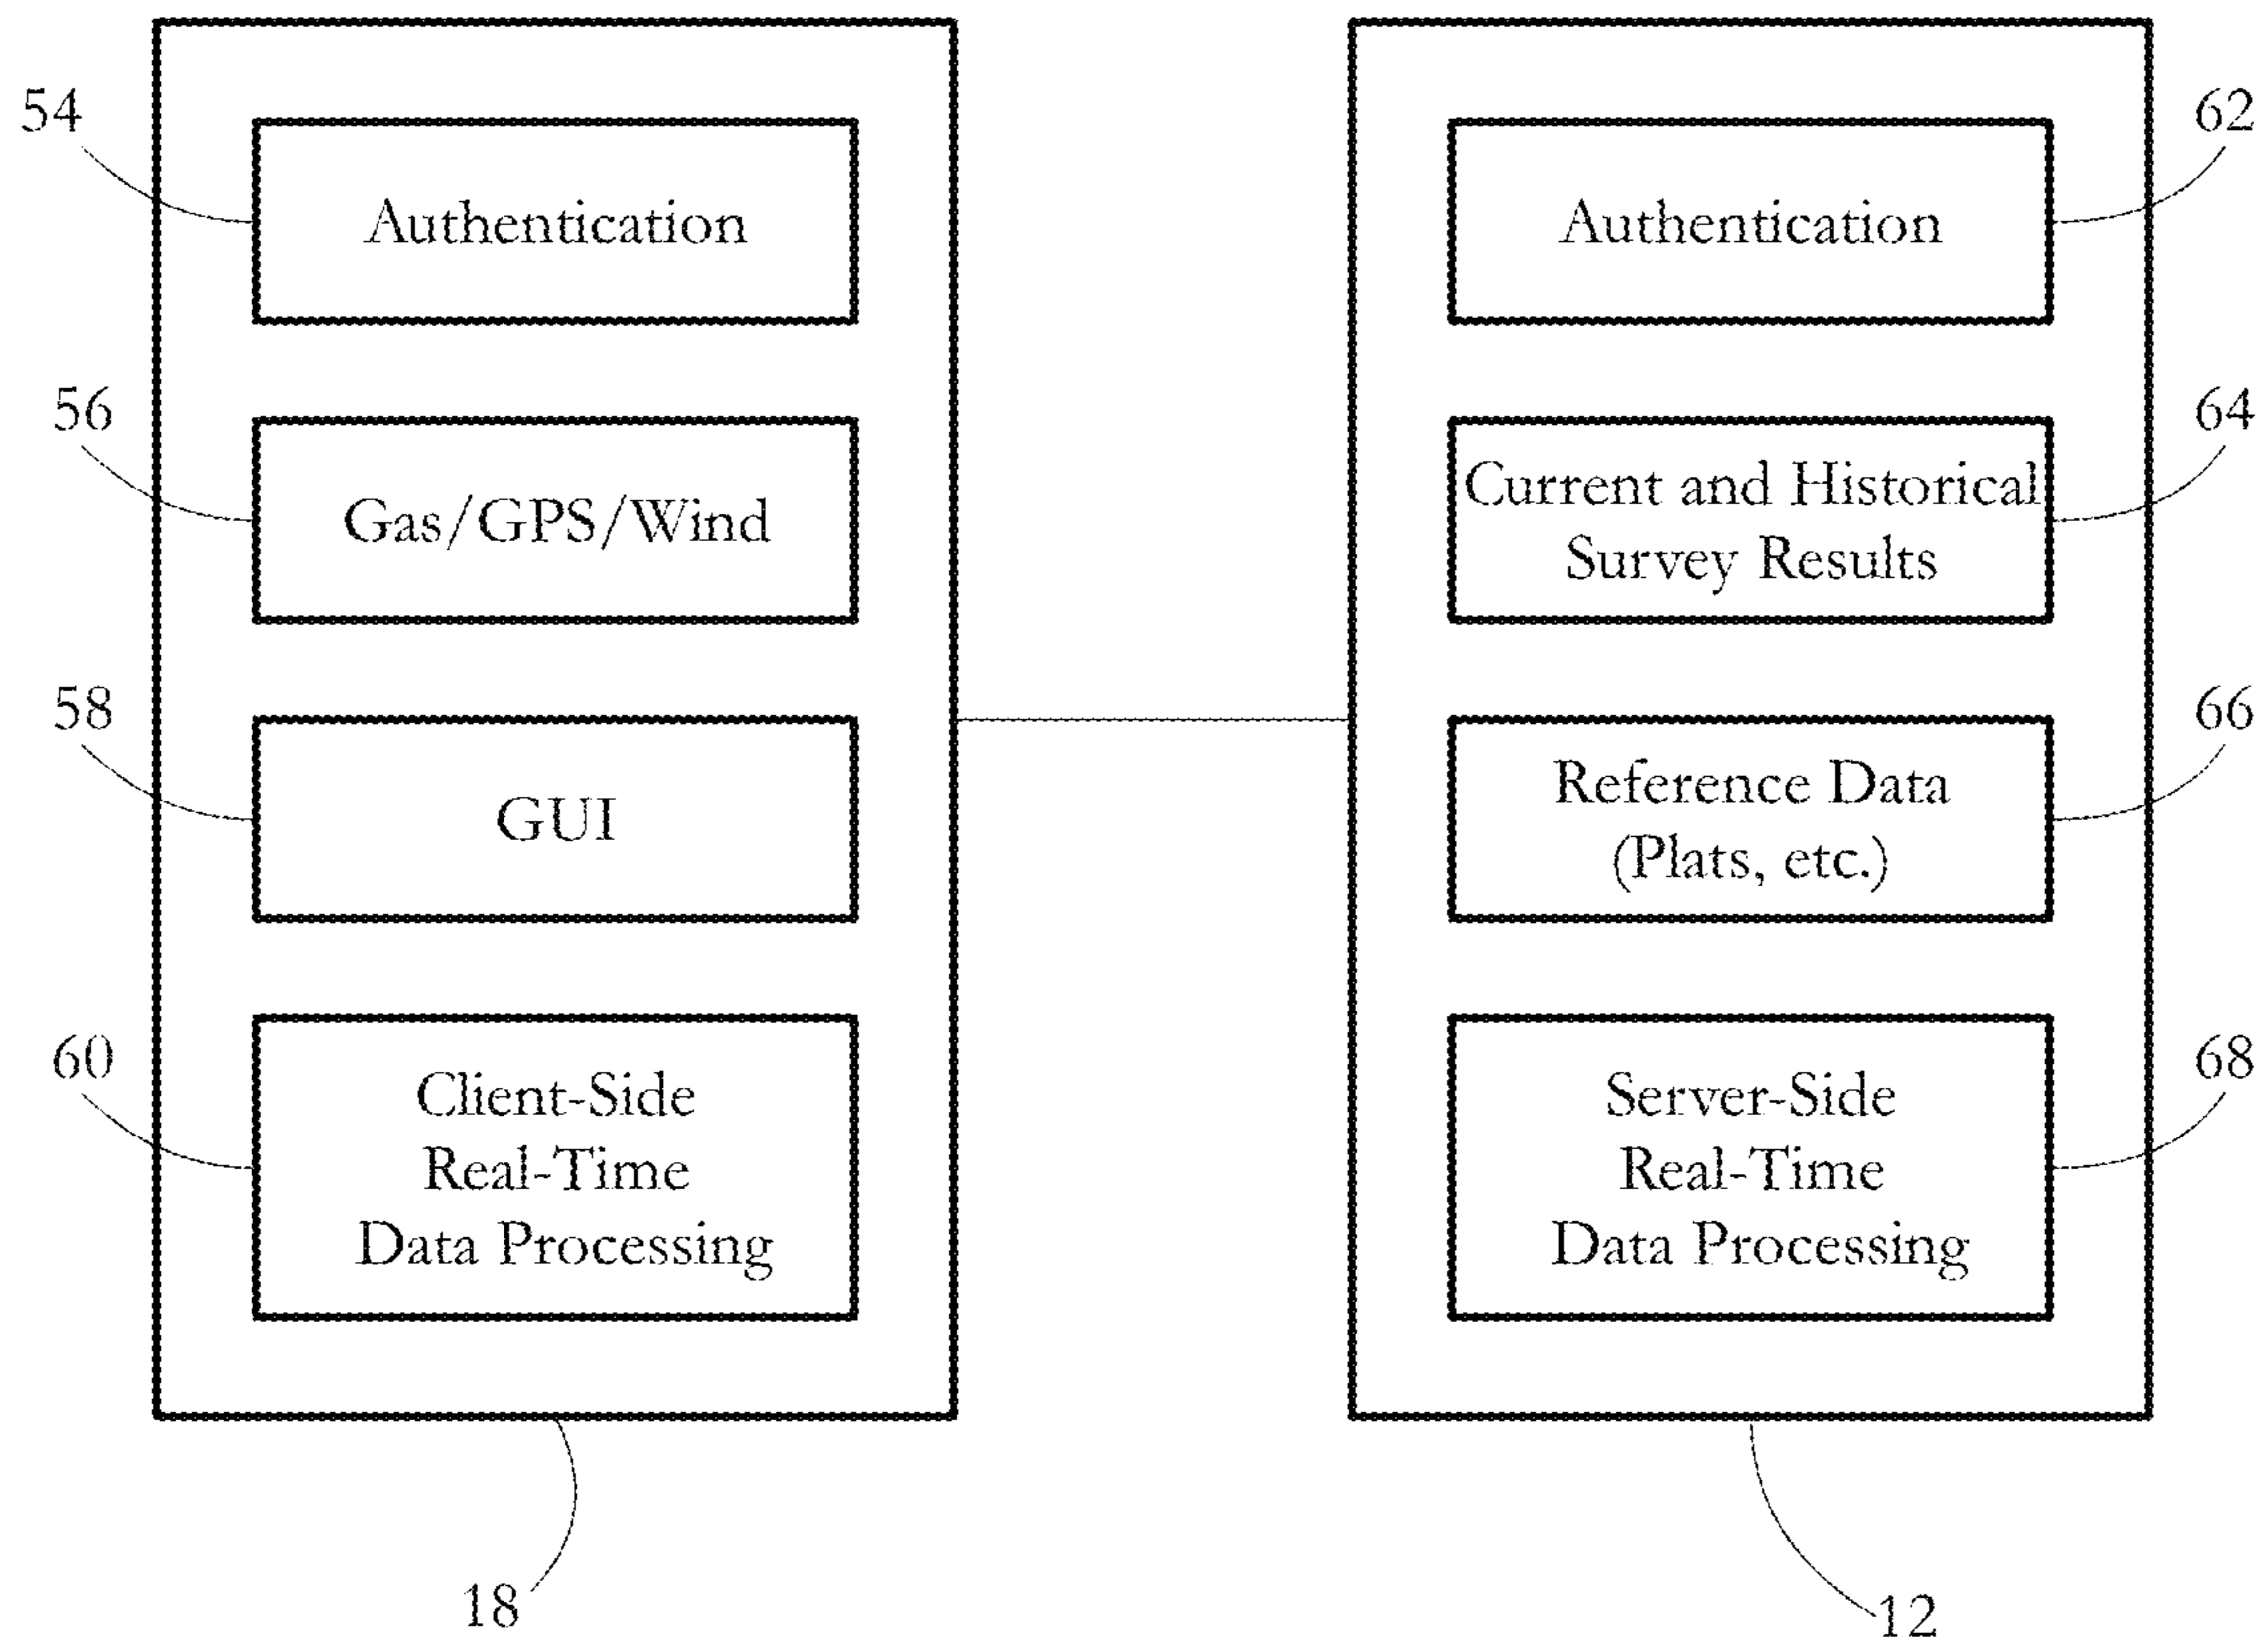 54
Authentication
56
Gas/GPS/Wind
58
GUI
60
Client-Side
Real-Time
Data Processing
18
62
Authentication
64
Current and Historical
Survey Results
66
Reference Data
(Plats, etc.)
68
Server-Side
Real-Time
Data Processing
12